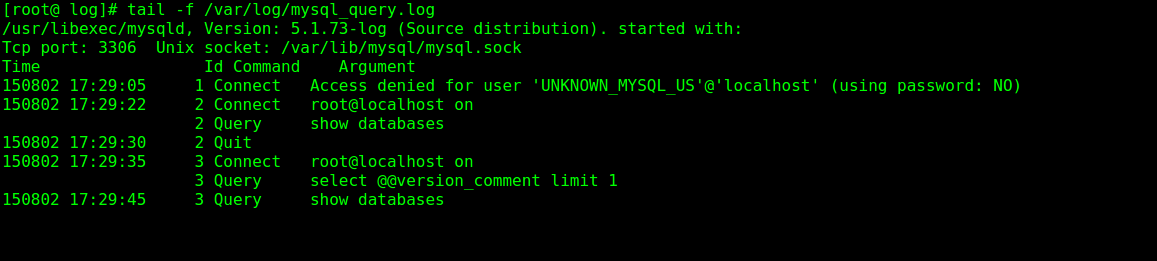 [root@ log]# tail -f /var/log/mysql_query.log
/usr/libexec/mysqld, Version: 5.1.73-log (Source distribution). started with:
Tcp port: 3306  Unix socket: /var/lib/mysql/mysql.sock
Time                 Id Command    Argument
150802 17:29:05     1 Connect   Access denied for user 'UNKNOWN_MYSQL_US'@'localhost' (using password: NO)
150802 17:29:22     2 Connect   root@localhost on
                    2 Query     show databases
150802 17:29:30     2 Quit
150802 17:29:35     3 Connect   root@localhost on
                    3 Query     select @@version_comment limit 1
150802 17:29:45     3 Query     show databases